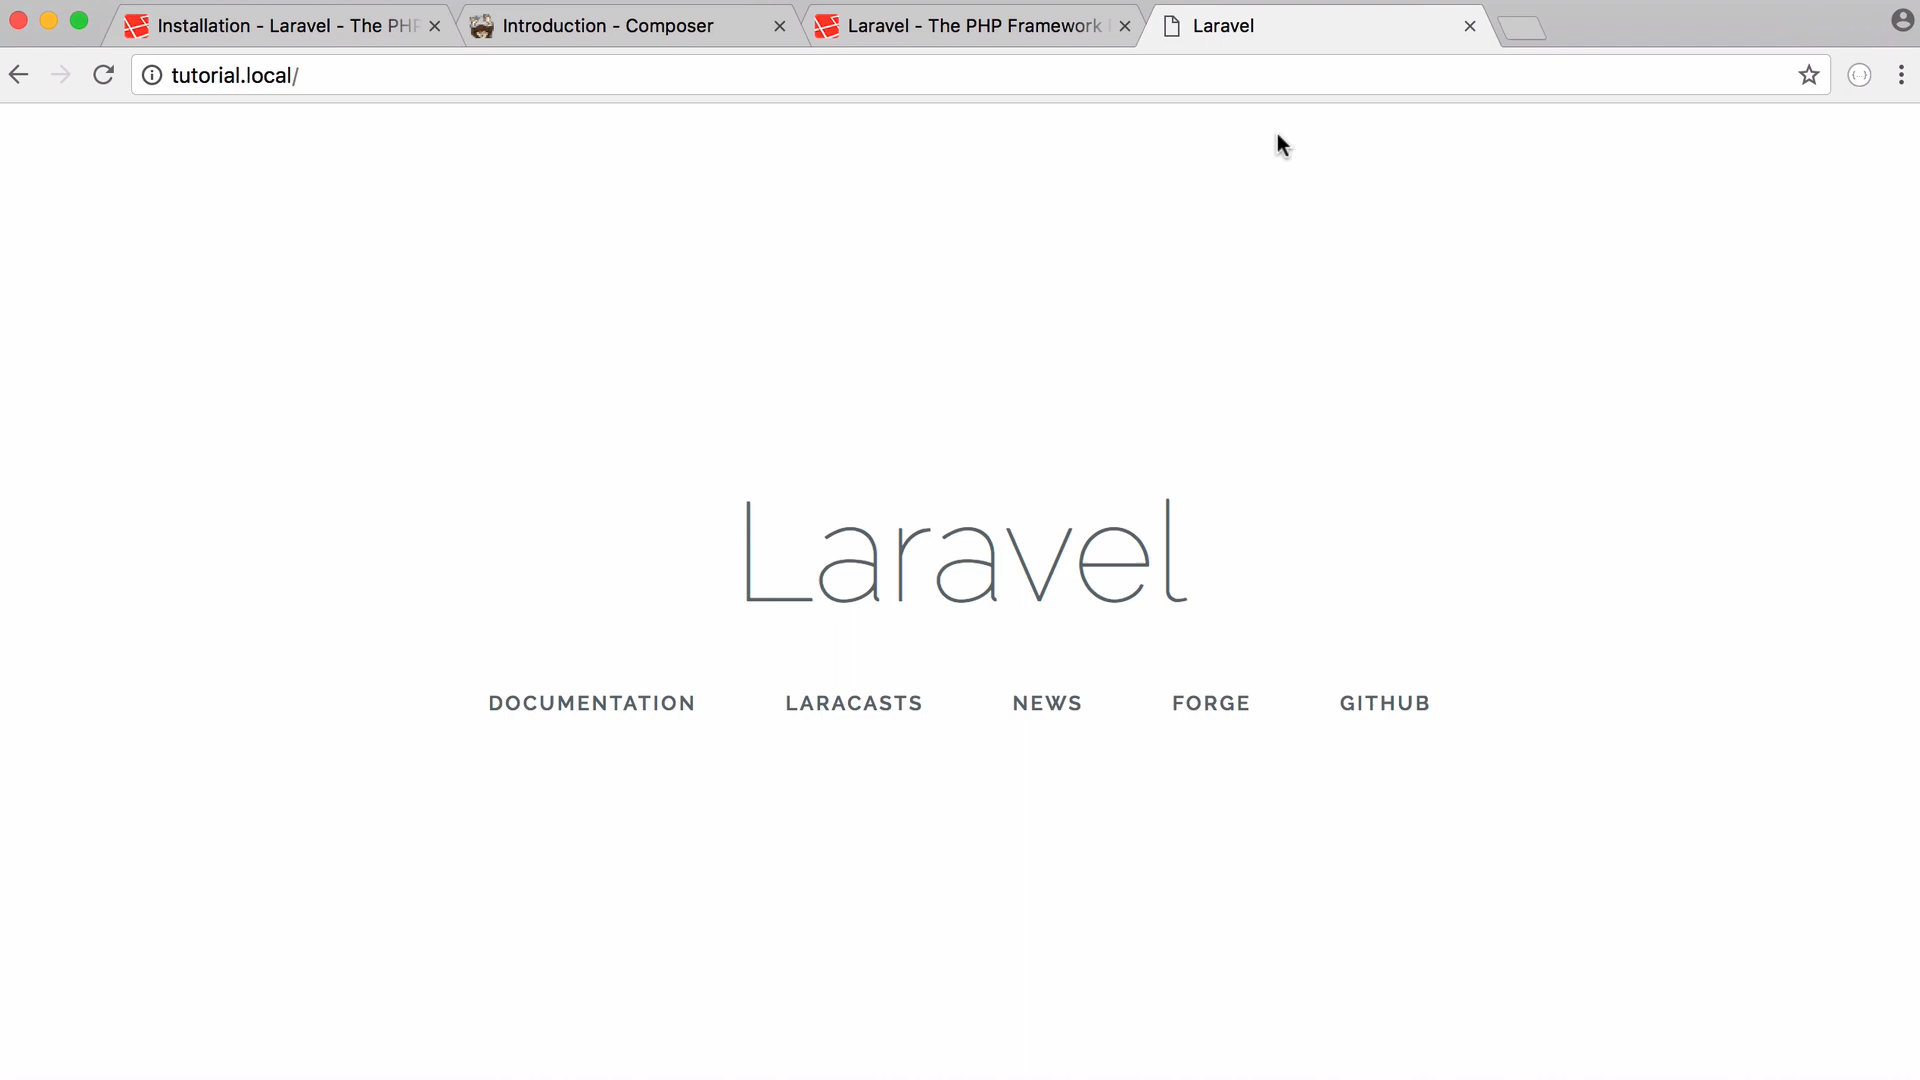 Installation - Laravel - The PHP
Introduction - Composer
Laravel - The PHP Framework
Laravel
tutorial.local/
Laravel
DOCUMENTATION LARACASTS NEWS FORGE GITHUB